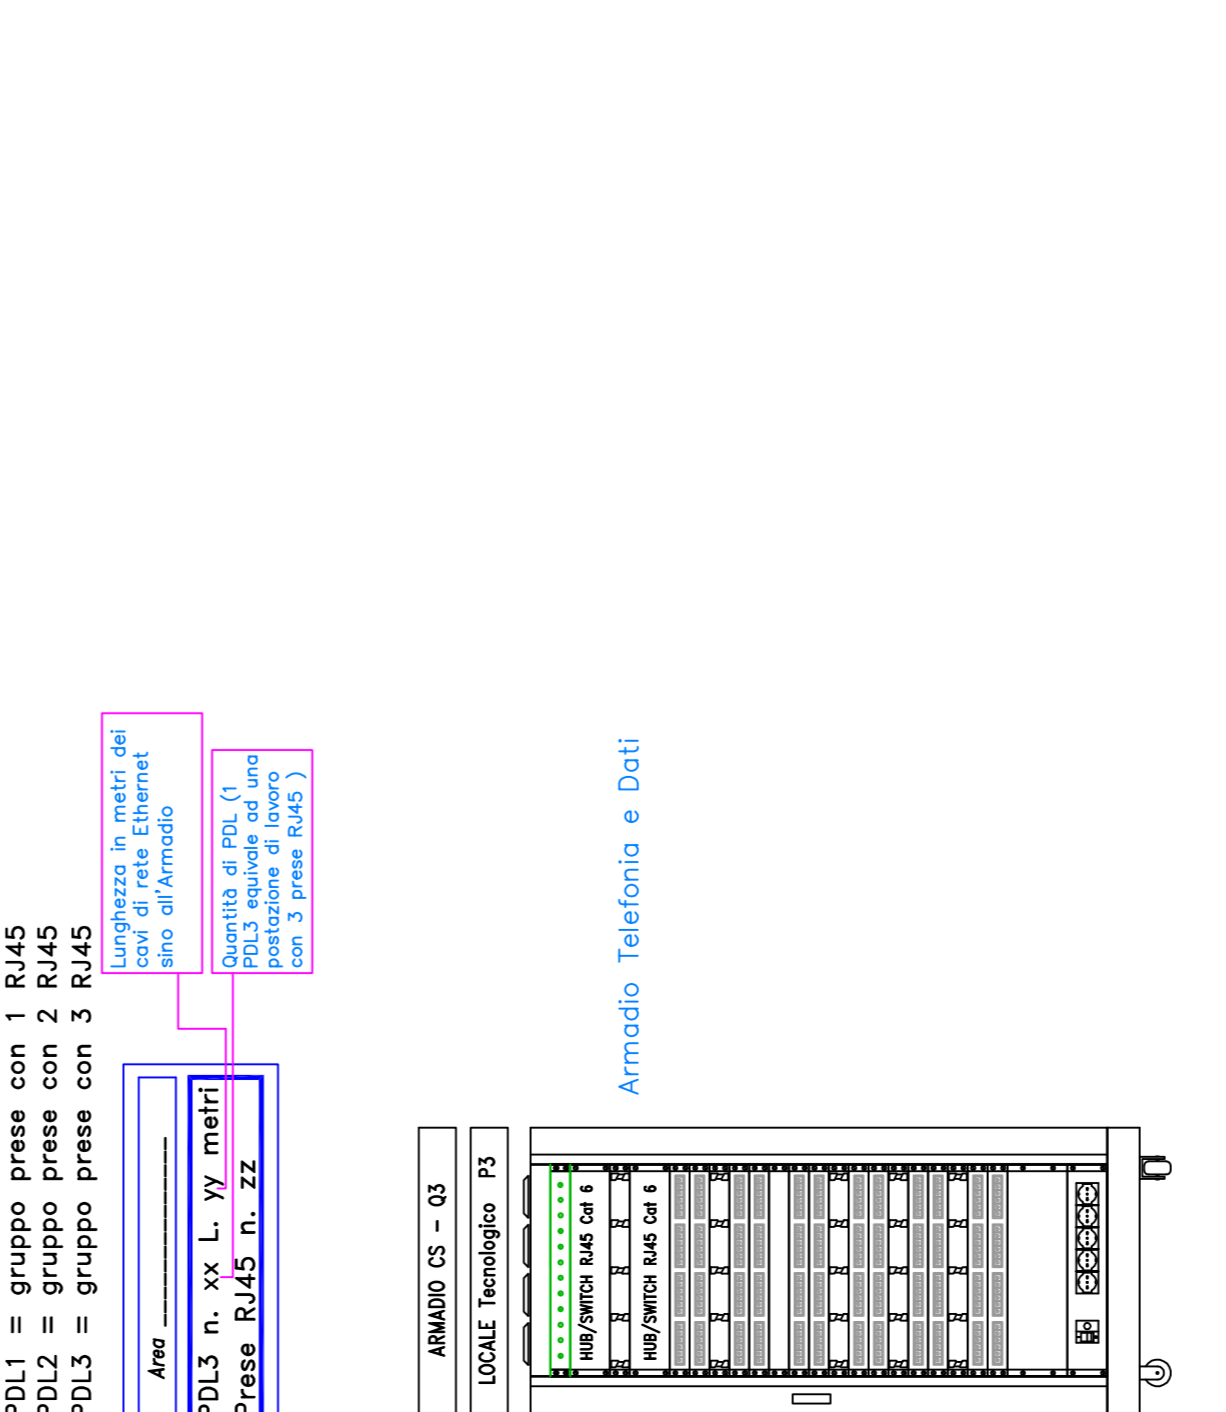 PDL1 = gruppo prese con 1 RJ45
PDL2 = gruppo prese con 2 RJ45
PDL3 = gruppo prese con 3 RJ45
Lunghezza in metri dei
cavi di rete Ethernet
sino all'Armadio
Quantità di PDL (1
PDL3 equivale ad una
postazione di lavoro
con 3 prese RJ45 )
Area ____________________
PDL3 n. xx L. yy metri
Prese RJ45 n. zz
ARMADIO CS - Q3
LOCALE Tecnologico P3
HUB/SWITCH RJ45 Cat 6
HUB/SWITCH RJ45 Cat 6
Armadio Telefonia e Dati